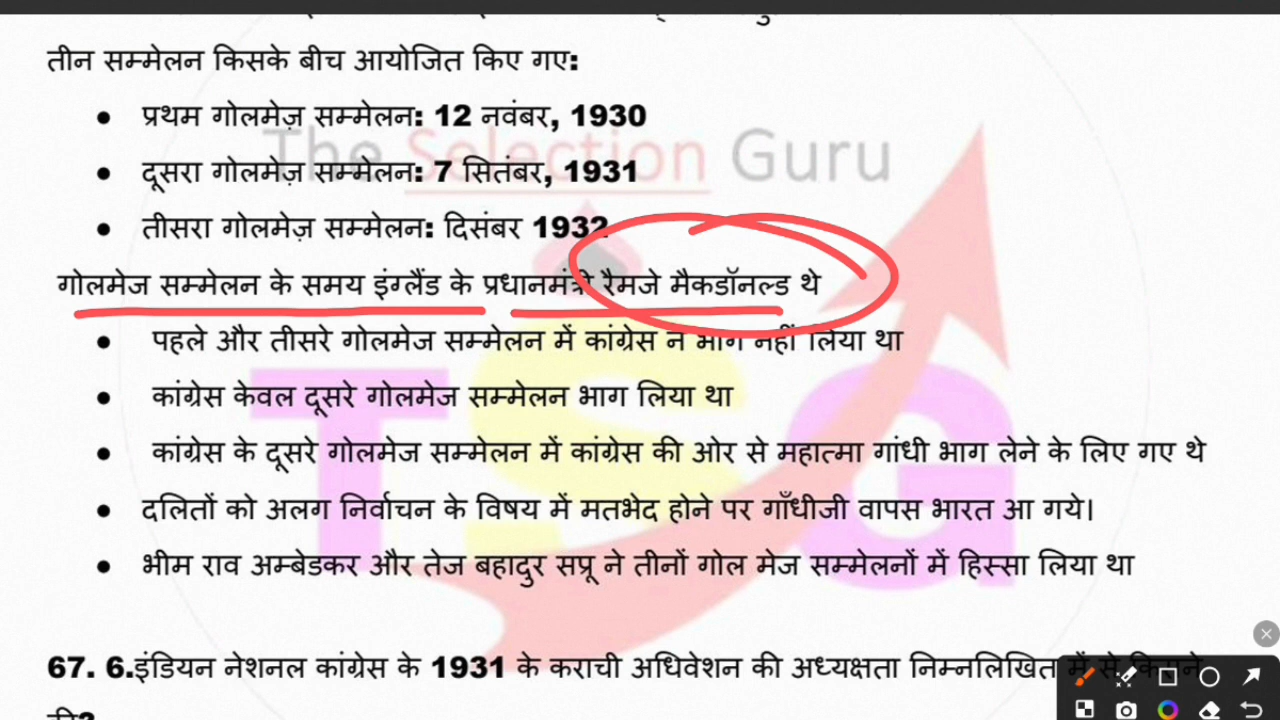 तीन सम्मेलन किसके बीच आयोजित किए गए:
● प्रथम गोलमेज़ सम्मेलन: 12 नवंबर, 1930
The Selection Guru
● दूसरा गोलमेज़ सम्मेलन: 7 सितंबर, 1931
● तीसरा गोलमेज़ सम्मेलन: दिसंबर 1932
गोलमेज सम्मेलन के समय इंग्लैंड के प्रधानमंत्री रैमजे मैकडॉनल्ड थे
● पहले और तीसरे गोलमेज सम्मेलन में कांग्रेस न भाग नहीं लिया था
● कांग्रेस केवल दूसरे गोलमेज सम्मेलन भाग लिया था
TSG
● कांग्रेस के दूसरे गोलमेज सम्मेलन में कांग्रेस की ओर से महात्मा गांधी भाग लेने के लिए गए थे
● दलितों को अलग निर्वाचन के विषय में मतभेद होने पर गाँधीजी वापस भारत आ गये।
● भीम राव अम्बेडकर और तेज बहादुर सप्रू ने तीनों गोल मेज सम्मेलनों में हिस्सा लिया था
67. 6.इंडियन नेशनल कांग्रेस के 1931 के कराची अधिवेशन की अध्यक्षता निम्नलिखित में से किसने